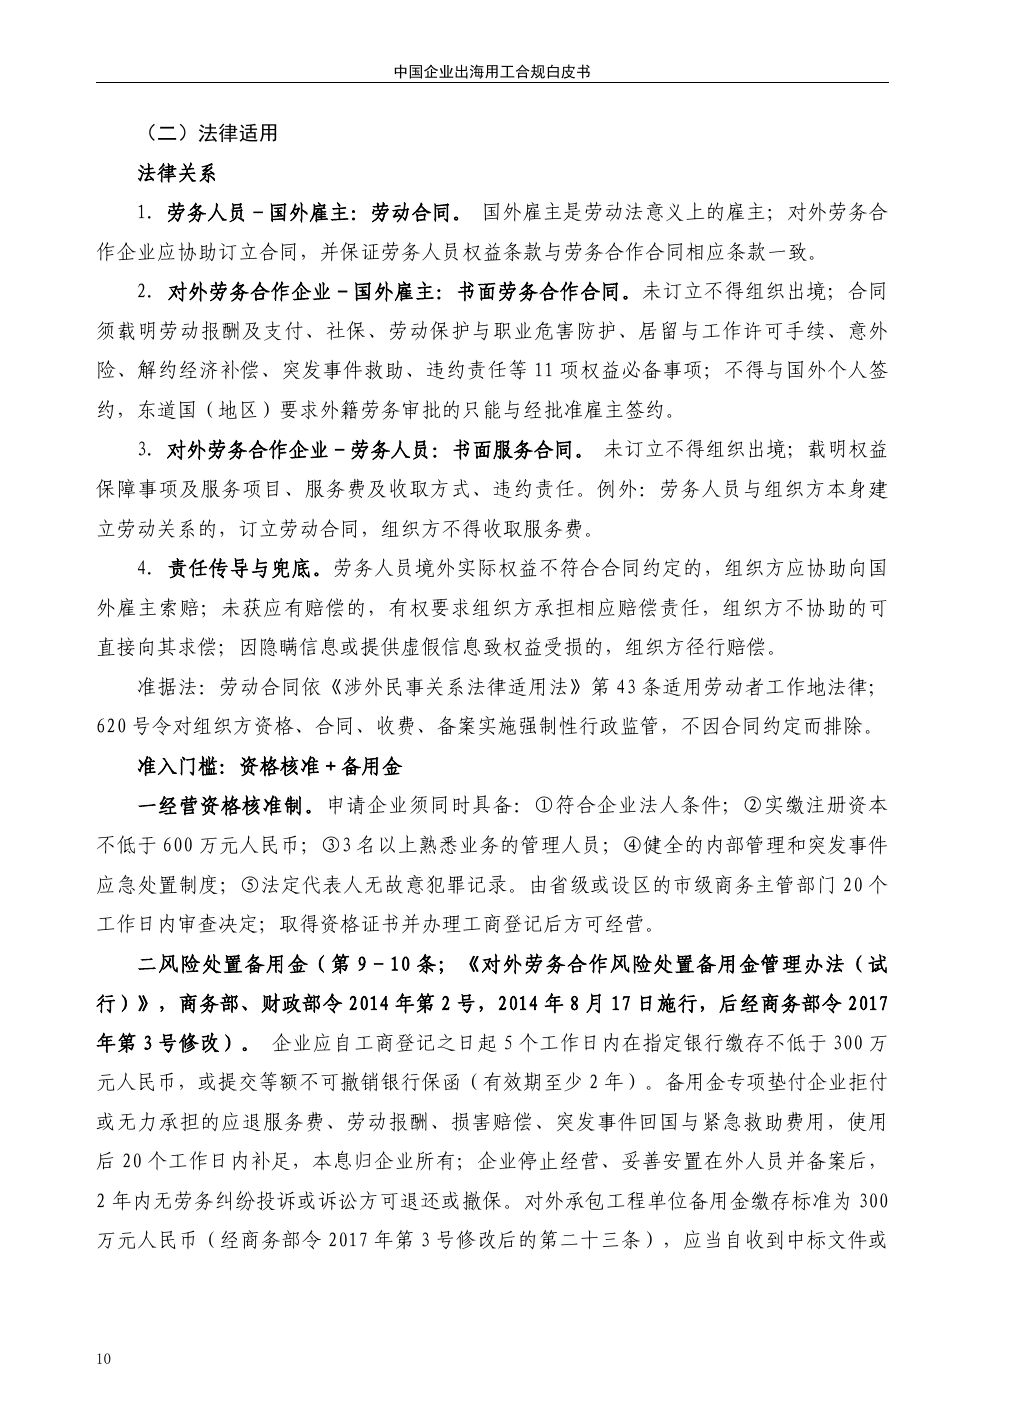 中国企业出海用工合规白皮书
（二）法律适用
法律关系
1. 劳务人员－国外雇主：劳动合同。 国外雇主是劳动法意义上的雇主；对外劳务合
作企业应协助订立合同，并保证劳务人员权益条款与劳务合作合同相应条款一致。
2. 对外劳务合作企业－国外雇主：书面劳务合作合同。未订立不得组织出境；合同
须载明劳动报酬及支付、社保、劳动保护与职业危害防护、居留与工作许可手续、意外
险、解约经济补偿、突发事件救助、违约责任等 11 项权益必备事项；不得与国外个人签
约，东道国（地区）要求外籍劳务审批的只能与经批准雇主签约。
3. 对外劳务合作企业－劳务人员：书面服务合同。 未订立不得组织出境；载明权益
保障事项及服务项目、服务费及收取方式、违约责任。例外：劳务人员与组织方本身建
立劳动关系的，订立劳动合同，组织方不得收取服务费。
4. 责任传导与兜底。劳务人员境外实际权益不符合合同约定的，组织方应协助向国
外雇主索赔；未获应有赔偿的，有权要求组织方承担相应赔偿责任，组织方不协助的可
直接向其求偿；因隐瞒信息或提供虚假信息致权益受损的，组织方径行赔偿。
准据法：劳动合同依《涉外民事关系法律适用法》第 43 条适用劳动者工作地法律；
620 号令对组织方资格、合同、收费、备案实施强制性行政监管，不因合同约定而排除。
准入门槛：资格核准＋备用金
一经营资格核准制。申请企业须同时具备：①符合企业法人条件；②实缴注册资本
不低于 600 万元人民币；③3 名以上熟悉业务的管理人员；④健全的内部管理和突发事件
应急处置制度；⑤法定代表人无故意犯罪记录。由省级或设区的市级商务主管部门 20 个
工作日内审查决定；取得资格证书并办理工商登记后方可经营。
二风险处置备用金（第 9－10 条；《对外劳务合作风险处置备用金管理办法（试
行）》，商务部、财政部令 2014 年第 2 号，2014 年 8 月 17 日施行，后经商务部令 2017
年第 3 号修改）。 企业应自工商登记之日起 5 个工作日内在指定银行缴存不低于 300 万
元人民币，或提交等额不可撤销银行保函（有效期至少 2 年）。备用金专项垫付企业拒付
或无力承担的应退服务费、劳动报酬、损害赔偿、突发事件回国与紧急救助费用，使用
后 20 个工作日内补足，本息归企业所有；企业停止经营、妥善安置在外人员并备案后，
2 年内无劳务纠纷投诉或诉讼方可退还或撤保。对外承包工程单位备用金缴存标准为 300
万元人民币（经商务部令 2017 年第 3 号修改后的第二十三条），应当自收到中标文件或
10